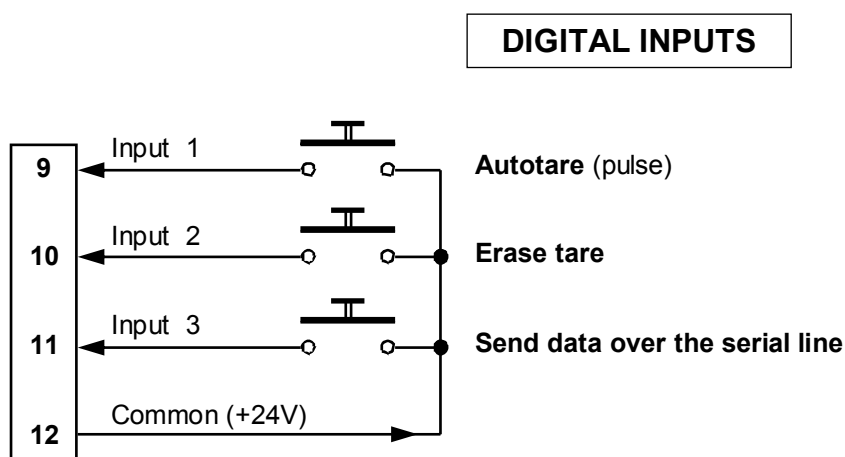 DIGITAL INPUTS
9 Input 1 Autotare (pulse)
10 Input 2 Erase tare
11 Input 3 Send data over the serial line
12 Common (+24V)